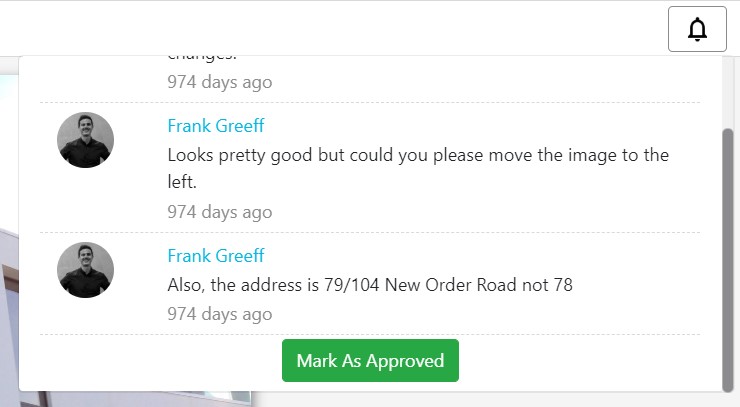 changes.
974 days ago
Frank Greeff
Looks pretty good but could you please move the image to the
left.
974 days ago
Frank Greeff
Also, the address is 79/104 New Order Road not 78
974 days ago
Mark As Approved